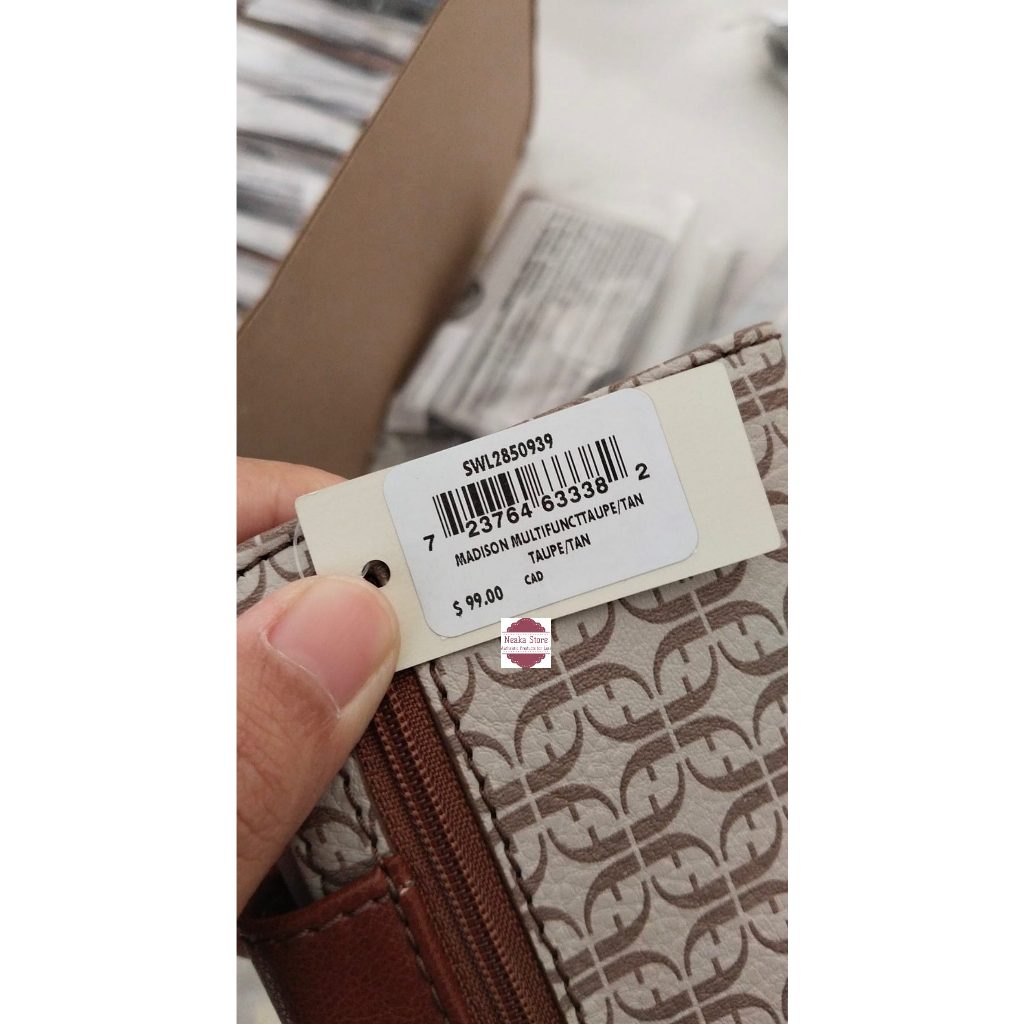 SWL2850939
7 23764 63338 2
MADISON MULTIFUNCTTAUPE/TAN
TAUPE/TAN
$ 99.00 CAD
Neaka Store